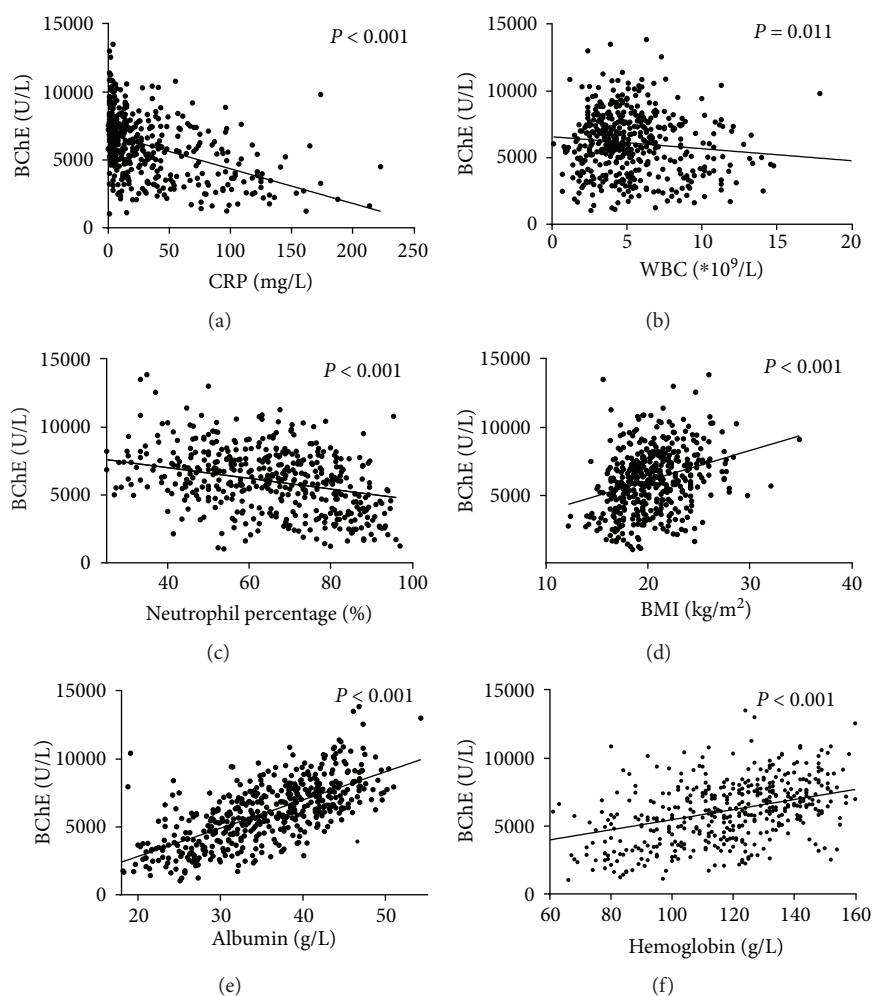 15000
10000
5000
0
BChE (U/L)
P < 0.001
0 50 100 150 200 250
CRP (mg/L)
(a)
15000
10000
5000
0
BChE (U/L)
P = 0.011
0 5 10 15 20
WBC (*10⁹/L)
(b)
15000
10000
5000
0
BChE (U/L)
P < 0.001
40 60 80 100
Neutrophil percentage (%)
(c)
15000
10000
5000
BChE (U/L)
P < 0.001
10 20 30 40
BMI (kg/m²)
(d)
15000
10000
5000
0
BChE (U/L)
P < 0.001
20 30 40 50
Albumin (g/L)
(e)
15000
10000
5000
0
BChE (U/L)
P < 0.001
60 80 100 120 140 160
Hemoglobin (g/L)
(f)